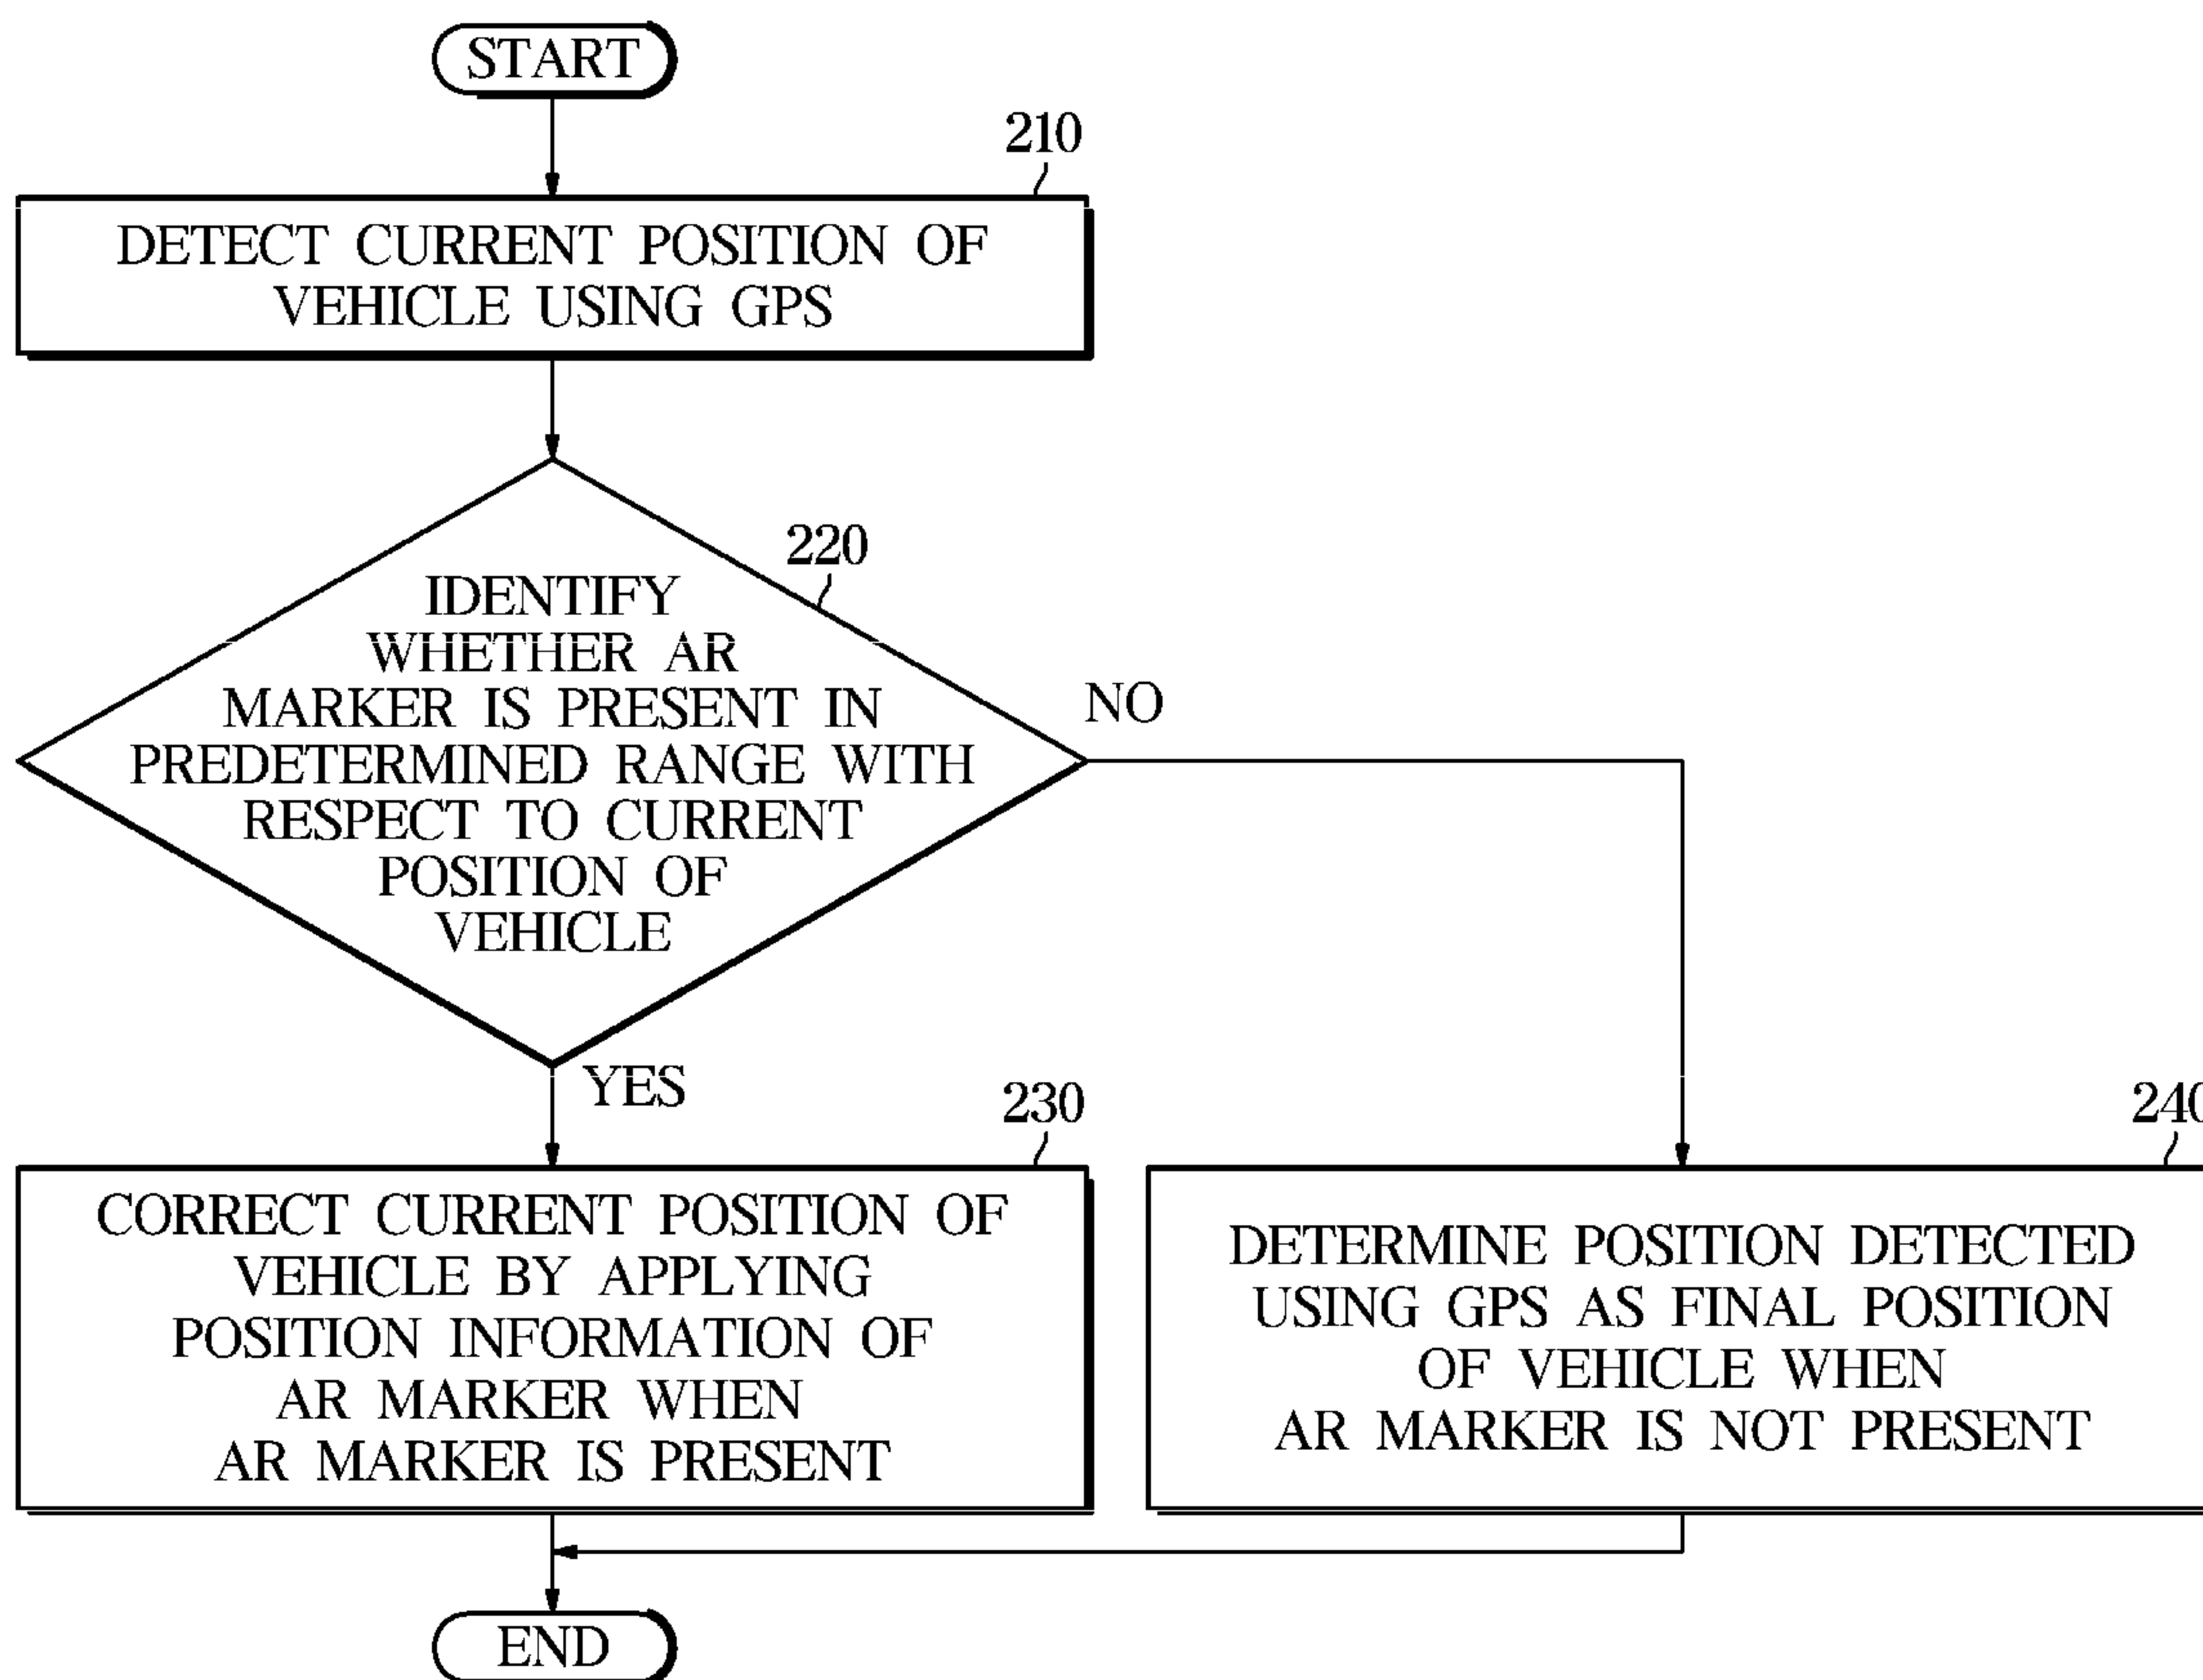 START
210
DETECT CURRENT POSITION OF
VEHICLE USING GPS
220
IDENTIFY
WHETHER AR
MARKER IS PRESENT IN
PREDETERMINED RANGE WITH
RESPECT TO CURRENT
POSITION OF
VEHICLE
NO
YES
230
CORRECT CURRENT POSITION OF
VEHICLE BY APPLYING
POSITION INFORMATION OF
AR MARKER WHEN
AR MARKER IS PRESENT
240
DETERMINE POSITION DETECTED
USING GPS AS FINAL POSITION
OF VEHICLE WHEN
AR MARKER IS NOT PRESENT
END